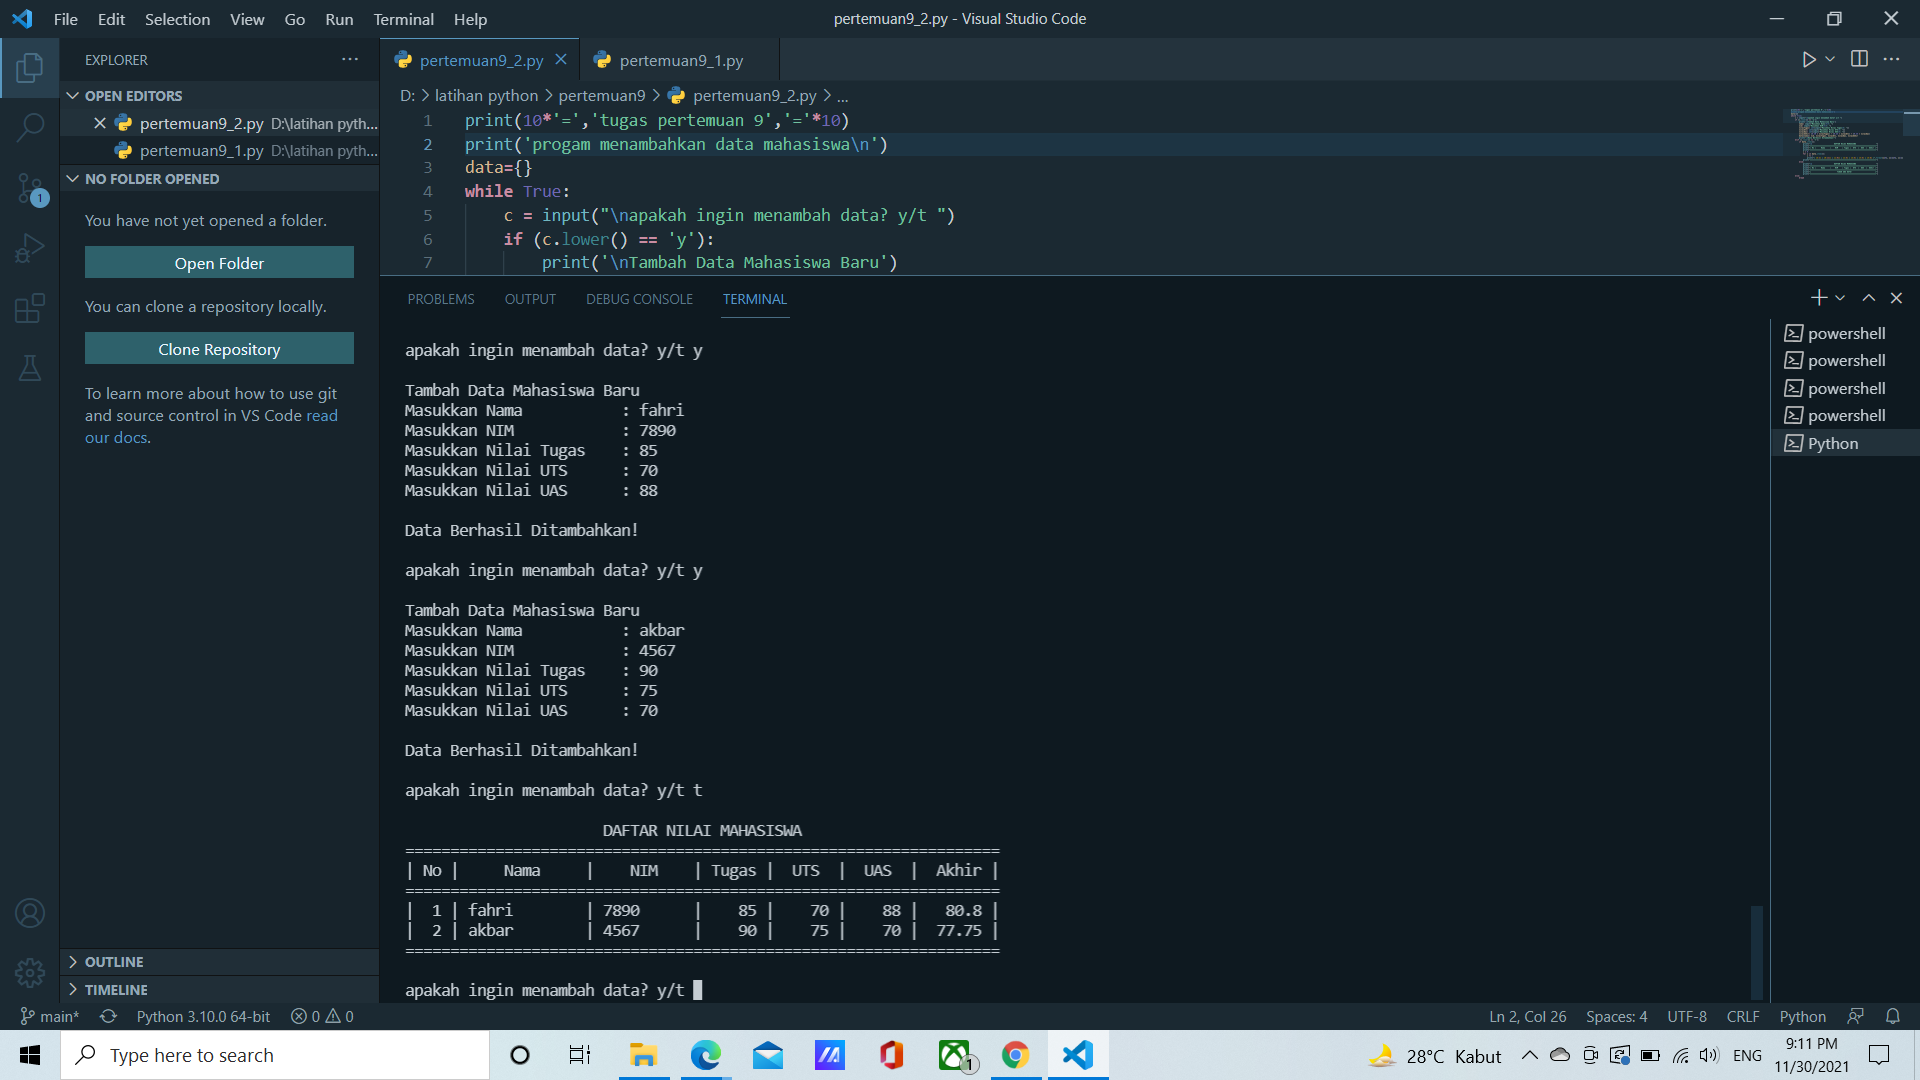 File Edit Selection View Go Run Terminal Help
pertemuan9_2.py - Visual Studio Code
EXPLORER
OPEN EDITORS
pertemuan9_2.py D:\latihan pyth...
pertemuan9_1.py D:\latihan pyth...
NO FOLDER OPENED
You have not yet opened a folder.
Open Folder
You can clone a repository locally.
Clone Repository
To learn more about how to use git
and source control in VS Code read
our docs.
OUTLINE
TIMELINE
pertemuan9_2.py
pertemuan9_1.py
D: > latihan python > pertemuan9 > pertemuan9_2.py > ...
1 print(10*'=','tugas pertemuan 9','='*10)
2 print('progam menambahkan data mahasiswa\n')
3 data={}
4 while True:
5 c = input("\napakah ingin menambah data? y/t ")
6 if (c.lower() == 'y'):
7 print('\nTambah Data Mahasiswa Baru')
PROBLEMS OUTPUT DEBUG CONSOLE TERMINAL
apakah ingin menambah data? y/t y
Tambah Data Mahasiswa Baru
Masukkan Nama : fahri
Masukkan NIM : 7890
Masukkan Nilai Tugas : 85
Masukkan Nilai UTS : 70
Masukkan Nilai UAS : 88
Data Berhasil Ditambahkan!
apakah ingin menambah data? y/t y
Tambah Data Mahasiswa Baru
Masukkan Nama : akbar
Masukkan NIM : 4567
Masukkan Nilai Tugas : 90
Masukkan Nilai UTS : 75
Masukkan Nilai UAS : 70
Data Berhasil Ditambahkan!
apakah ingin menambah data? y/t t
DAFTAR NILAI MAHASISWA
==================================================================
| No | Nama | NIM | Tugas | UTS | UAS | Akhir |
==================================================================
| 1 | fahri | 7890 | 85 | 70 | 88 | 80.8 |
| 2 | akbar | 4567 | 90 | 75 | 70 | 77.75 |
==================================================================
apakah ingin menambah data? y/t
powershell
powershell
powershell
powershell
Python
1
main* Python 3.10.0 64-bit 0 0
Ln 2, Col 26 Spaces: 4 UTF-8 CRLF Python
Type here to search
1
28°C Kabut
ENG
9:11 PM
11/30/2021